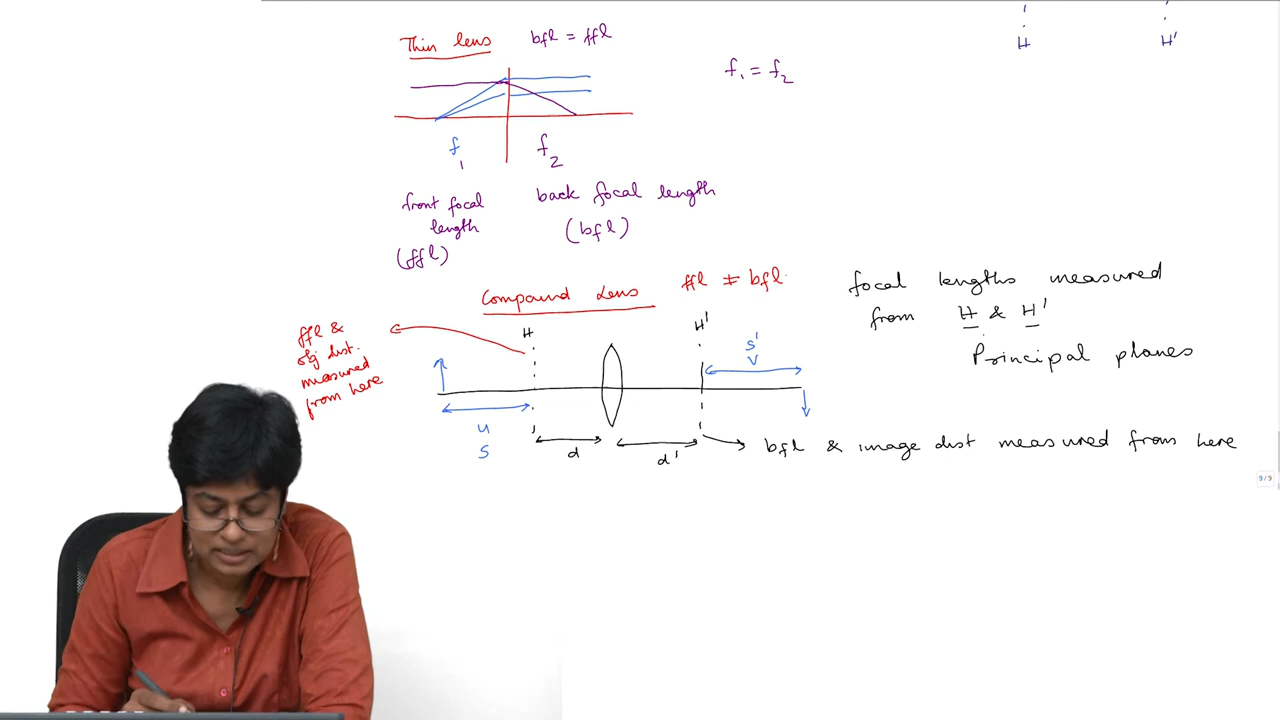 H H'
Thin lens bfl = ffl
f₁ = f₂
f₁ f₂
front focal length (ffl)
back focal length (bfl)
Compound Lens ffl ≠ bfl.
focal lengths measured
from H & H'
Principal planes
ffl &
obj dist.
measured
from here
H H'
s'
v
u
s
d d'
bfl & image dist measured from here
9/9